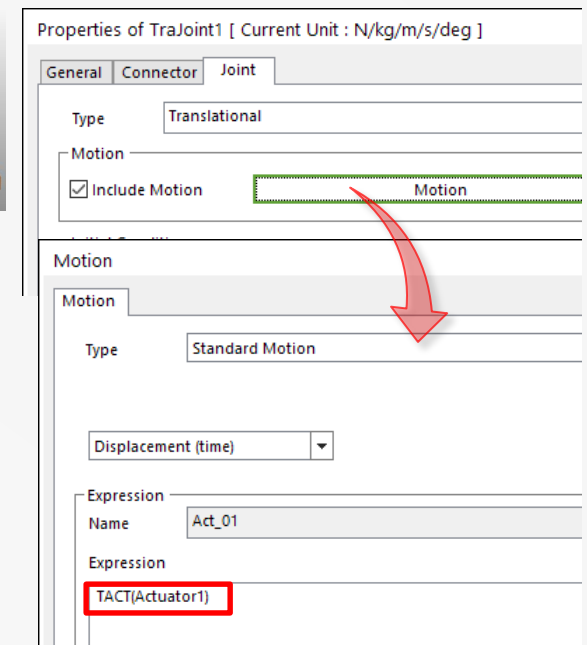 Properties of TraJoint1 [ Current Unit : N/kg/m/s/deg ]
General Connector Joint
Type Translational
Motion
Include Motion Motion
Motion
Motion
Type Standard Motion
Displacement (time)
Expression
Name Act_01
Expression
TACT(Actuator1)